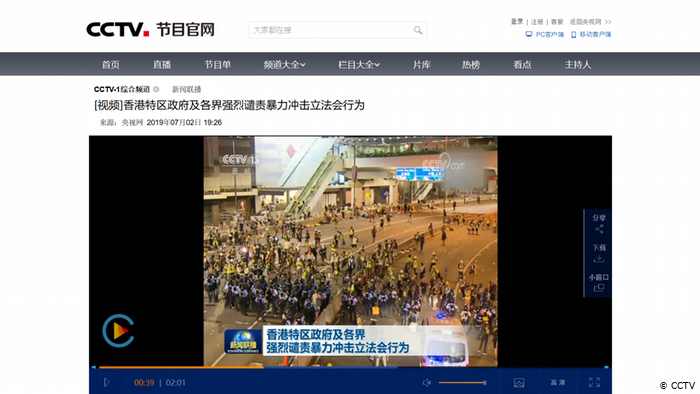 CCTV. 节目官网
大家都在搜
登录 | 注册 | 客服 返回央视网 >>
PC客户端 移动客户端
首页 直播 节目单 频道大全 栏目大全 片库 热榜 看点 主持人
CCTV-1综合频道 新闻联播
[视频]香港特区政府及各界强烈谴责暴力冲击立法会行为
来源：央视网 2019年07月02日 19:26
CCTV 13
新闻
CCTV.com
分享
下载
小窗口
新闻联播
香港特区政府及各界
强烈谴责暴力冲击立法会行为
00:39 | 02:01
高清
© CCTV